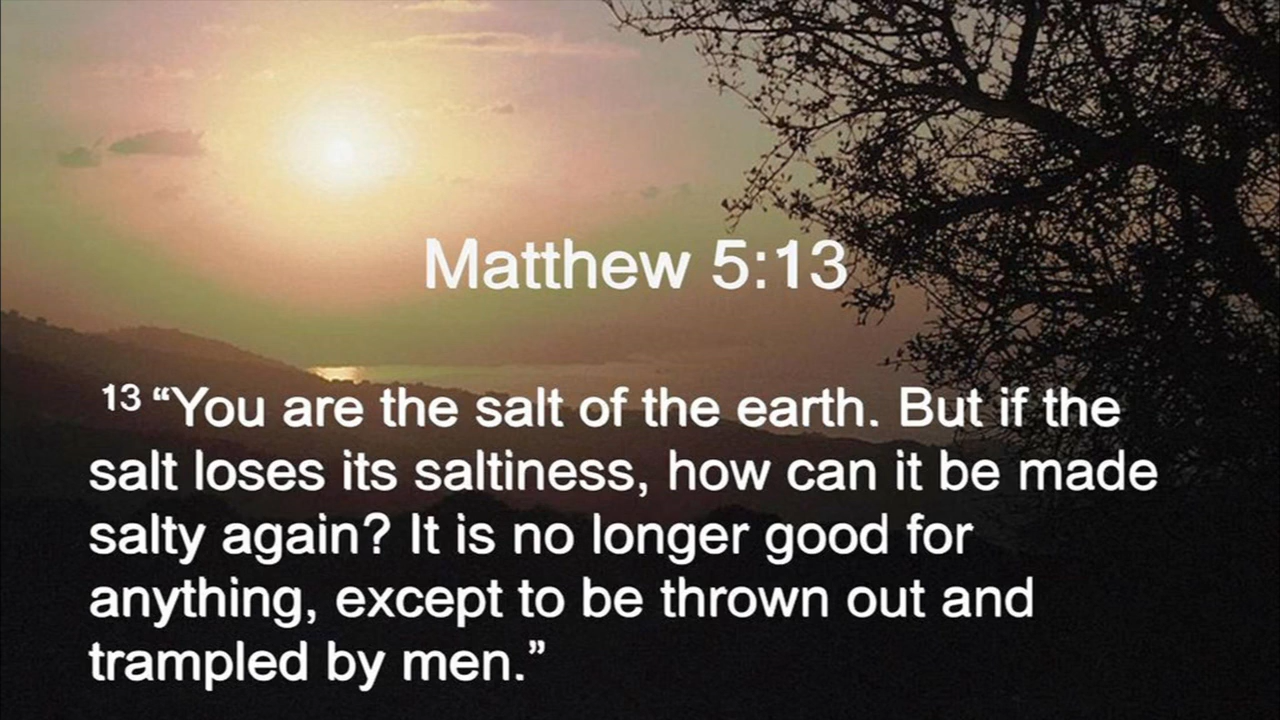 Matthew 5:13
13 “You are the salt of the earth. But if the
salt loses its saltiness, how can it be made
salty again? It is no longer good for
anything, except to be thrown out and
trampled by men.”